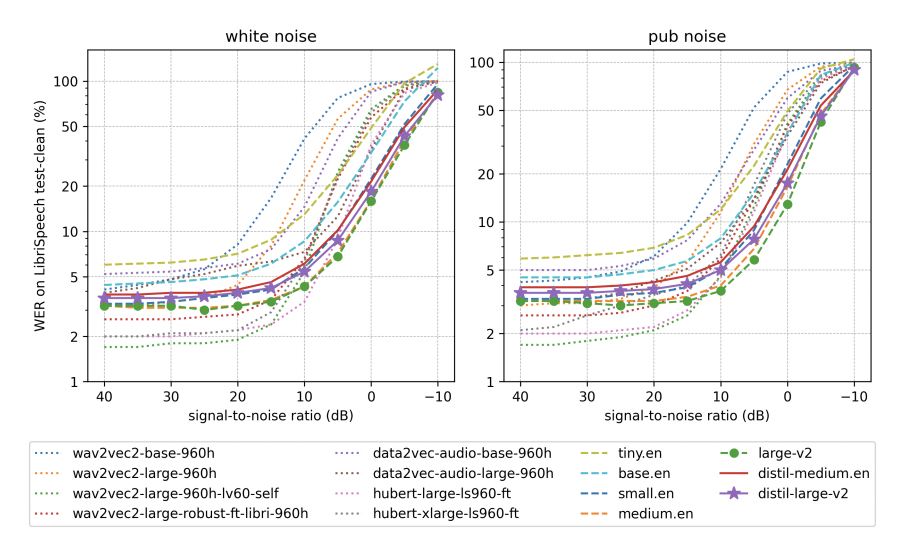 white noise
pub noise
WER on LibriSpeech test-clean (%)
100
50
20
10
5
2
1
40
30
20
10
0
−10
signal-to-noise ratio (dB)
100
50
20
10
5
2
1
40
30
20
10
0
−10
signal-to-noise ratio (dB)
wav2vec2-base-960h
wav2vec2-large-960h
wav2vec2-large-960h-lv60-self
wav2vec2-large-robust-ft-libri-960h
data2vec-audio-base-960h
data2vec-audio-large-960h
hubert-large-ls960-ft
hubert-xlarge-ls960-ft
tiny.en
base.en
small.en
medium.en
large-v2
distil-medium.en
distil-large-v2